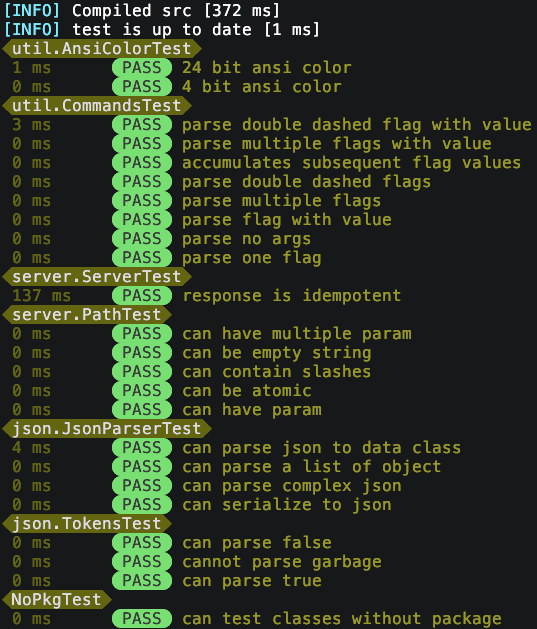 [INFO] Compiled src [372 ms]
[INFO] test is up to date [1 ms]
util.AnsiColorTest
1 ms PASS 24 bit ansi color
0 ms PASS 4 bit ansi color
util.CommandsTest
3 ms PASS parse double dashed flag with value
0 ms PASS parse multiple flags with value
0 ms PASS accumulates subsequent flag values
0 ms PASS parse double dashed flags
0 ms PASS parse multiple flags
0 ms PASS parse flag with value
0 ms PASS parse no args
0 ms PASS parse one flag
server.ServerTest
137 ms PASS response is idempotent
server.PathTest
0 ms PASS can have multiple param
0 ms PASS can be empty string
0 ms PASS can contain slashes
0 ms PASS can be atomic
0 ms PASS can have param
json.JsonParserTest
4 ms PASS can parse json to data class
0 ms PASS can parse a list of object
0 ms PASS can parse complex json
0 ms PASS can serialize to json
json.TokensTest
0 ms PASS can parse false
0 ms PASS cannot parse garbage
0 ms PASS can parse true
NoPkgTest
0 ms PASS can test classes without package